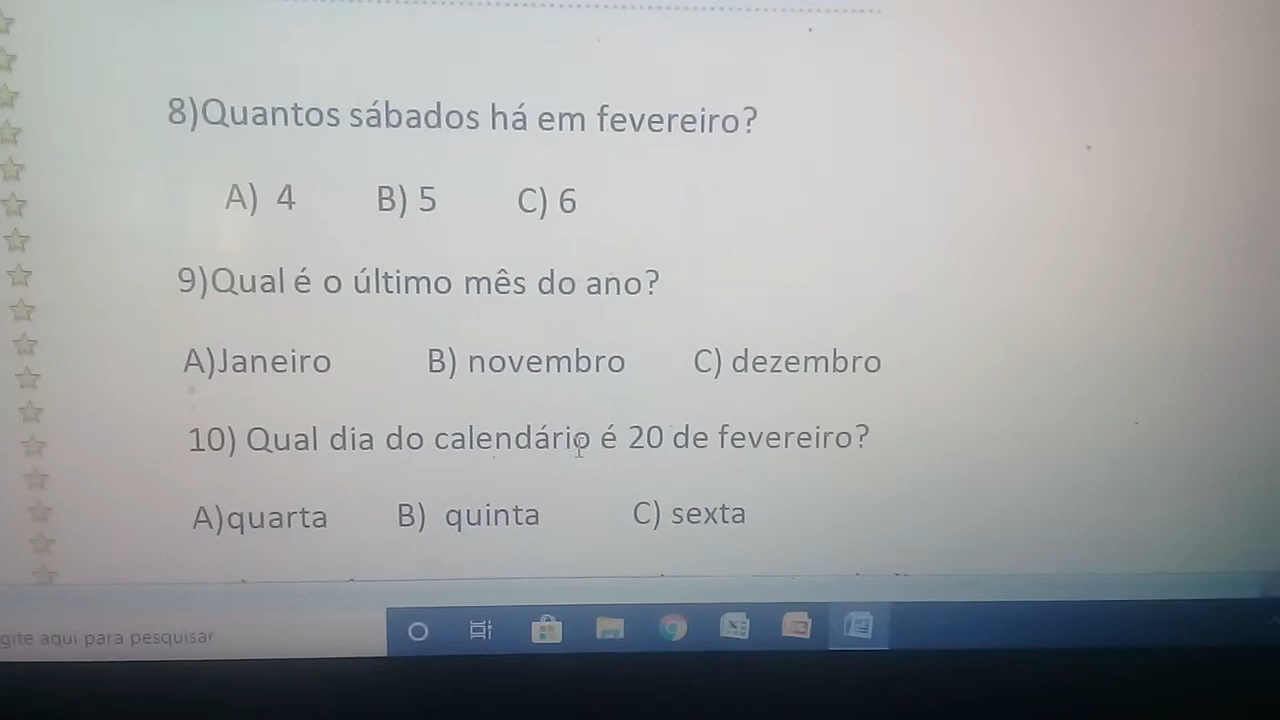 8)Quantos sábados há em fevereiro?
A) 4 B) 5 C) 6
9)Qual é o último mês do ano?
A)Janeiro B) novembro C) dezembro
10) Qual dia do calendário é 20 de fevereiro?
A)quarta B) quinta C) sexta
gite aqui para pesquisar